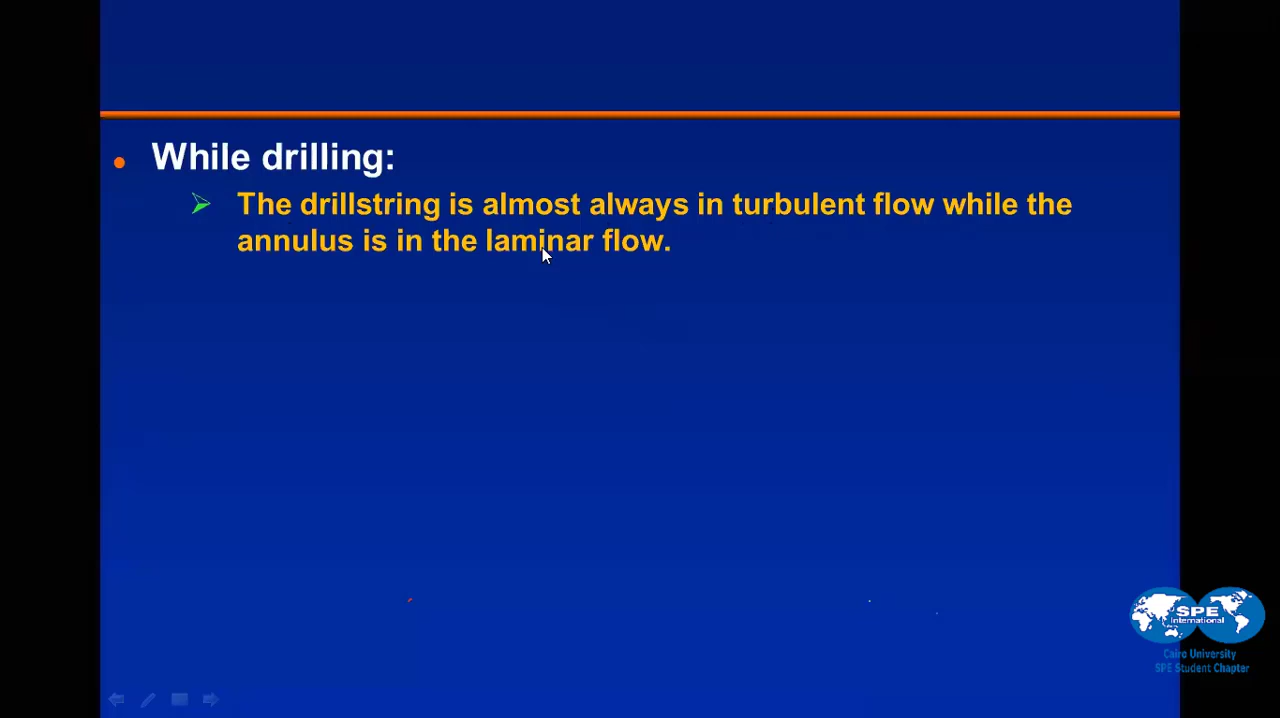 While drilling:
The drillstring is almost always in turbulent flow while the
annulus is in the laminar flow.
SPE
International
Cairo University
SPE Student Chapter